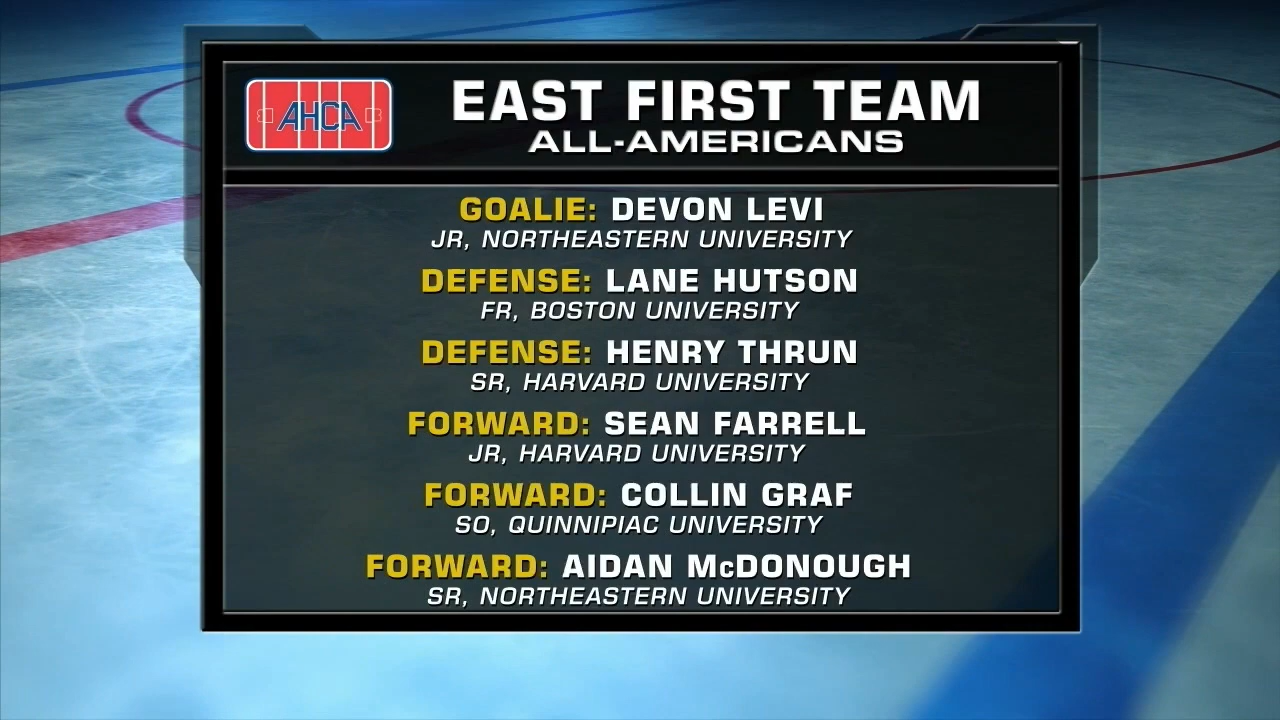 AHCA
EAST FIRST TEAM
ALL-AMERICANS
GOALIE: DEVON LEVI
JR, NORTHEASTERN UNIVERSITY
DEFENSE: LANE HUTSON
FR, BOSTON UNIVERSITY
DEFENSE: HENRY THRUN
SR, HARVARD UNIVERSITY
FORWARD: SEAN FARRELL
JR, HARVARD UNIVERSITY
FORWARD: COLLIN GRAF
SO, QUINNIPIAC UNIVERSITY
FORWARD: AIDAN McDONOUGH
SR, NORTHEASTERN UNIVERSITY